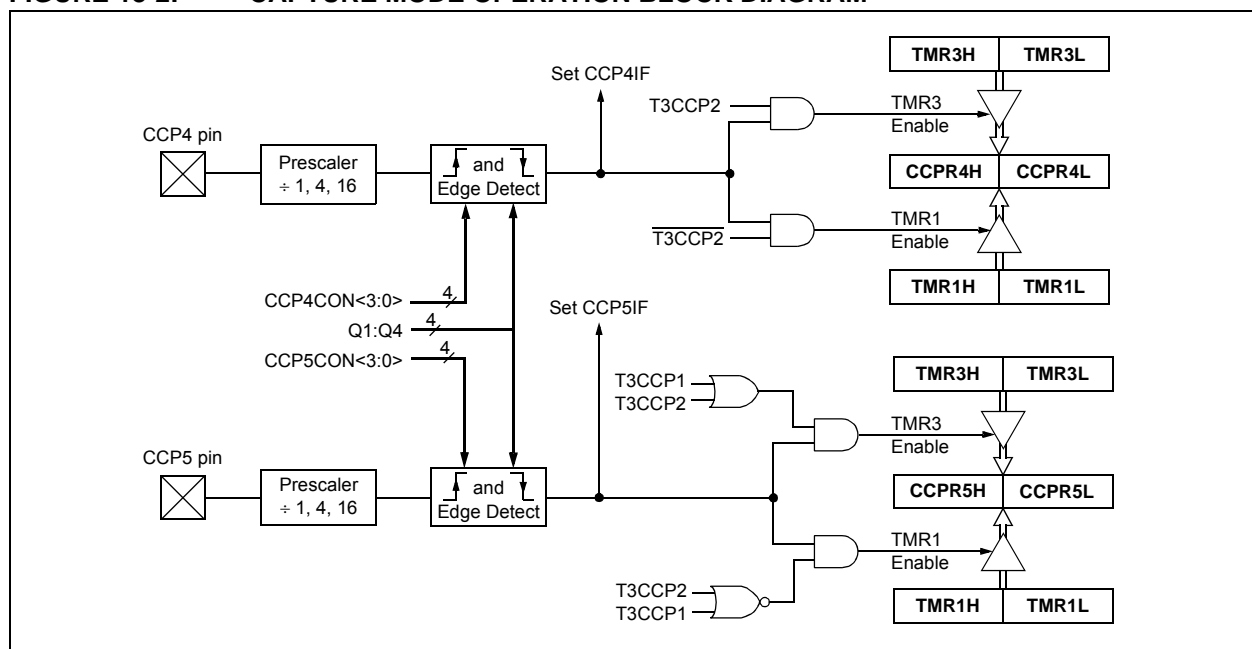 FIGURE 16-2: CAPTURE MODE OPERATION BLOCK DIAGRAM
TMR3H TMR3L
Set CCP4IF
T3CCP2
TMR3
Enable
CCP4 pin
Prescaler
÷ 1, 4, 16
and
Edge Detect
CCPR4H CCPR4L
TMR1
Enable
T3CCP2
TMR1H TMR1L
CCP4CON<3:0> 4
Set CCP5IF
Q1:Q4 4
CCP5CON<3:0> 4
TMR3H TMR3L
T3CCP1
T3CCP2
TMR3
Enable
CCP5 pin
Prescaler
÷ 1, 4, 16
and
Edge Detect
CCPR5H CCPR5L
TMR1
Enable
T3CCP2
T3CCP1
TMR1H TMR1L